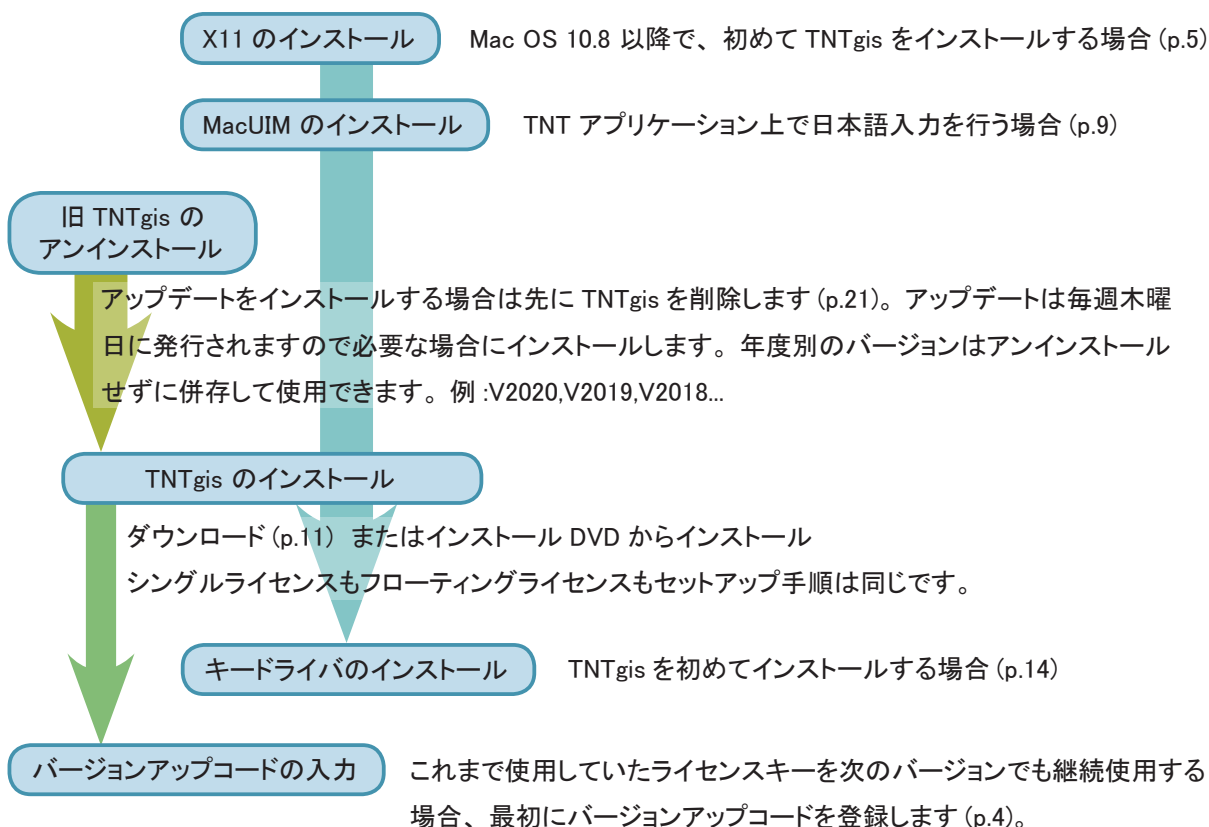 X11 のインストール
Mac OS 10.8 以降で、初めて TNTgis をインストールする場合 (p.5)
MacUIM のインストール
TNT アプリケーション上で日本語入力を行う場合 (p.9)
旧 TNTgis の
アンインストール
アップデートをインストールする場合は先に TNTgis を削除します (p.21)。アップデートは毎週木曜
日に発行されますので必要な場合にインストールします。年度別のバージョンはアンインストール
せずに併存して使用できます。例 :V2020,V2019,V2018...
TNTgis のインストール
ダウンロード (p.11) またはインストール DVD からインストール
シングルライセンスもフローティングライセンスもセットアップ手順は同じです。
キードライバのインストール
TNTgis を初めてインストールする場合 (p.14)
バージョンアップコードの入力
これまで使用していたライセンスキーを次のバージョンでも継続使用する
場合、最初にバージョンアップコードを登録します (p.4)。